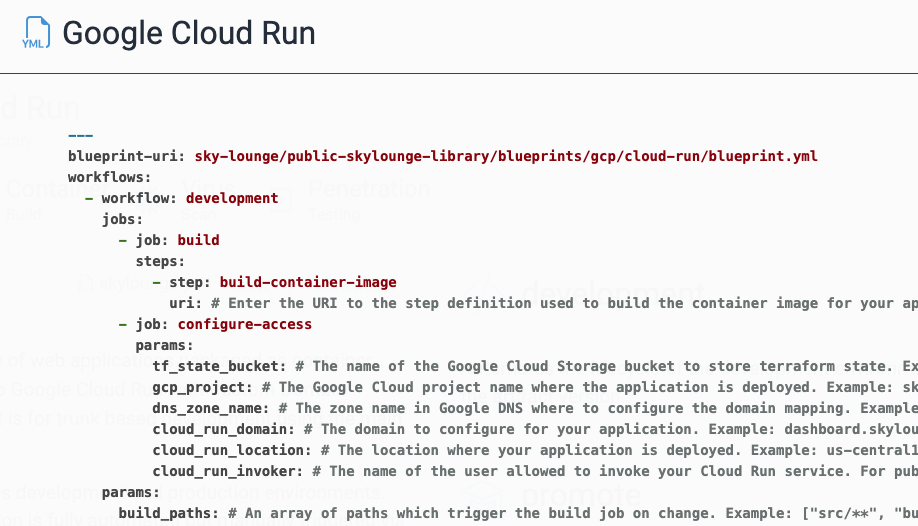 YML Google Cloud Run
---
blueprint-uri: sky-lounge/public-skylounge-library/blueprints/gcp/cloud-run/blueprint.yml
workflows:
- workflow: development
jobs:
- job: build
steps:
- step: build-container-image
uri: # Enter the URI to the step definition used to build the container image for your ap
- job: configure-access
params:
tf_state_bucket: # The name of the Google Cloud Storage bucket to store terraform state. Ex
gcp_project: # The Google Cloud project name where the application is deployed. Example: sk
dns_zone_name: # The zone name in Google DNS where to configure the domain mapping. Example
cloud_run_domain: # The domain to configure for your application. Example: dashboard.skylou
cloud_run_location: # The location where your application is deployed. Example: us-central1
cloud_run_invoker: # The name of the user allowed to invoke your Cloud Run service. For pub
params:
build_paths: # An array of paths which trigger the build job on change. Example: ["src/**", "bu